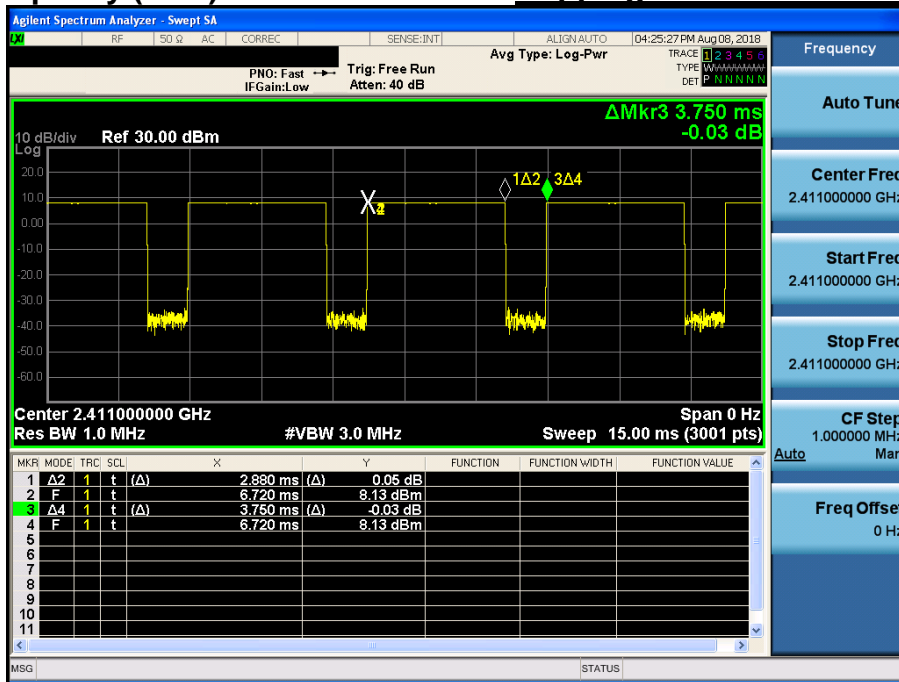 Agilent Spectrum Analyzer - Swept SA
LXI RF 50 Ω AC CORREC SENSE:INT ALIGN AUTO 04:25:27 PM Aug 08, 2018
Frequency
Avg Type: Log-Pwr TRACE 1 2 3 4 5 6
PNO: Fast Trig: Free Run TYPE WWWWWW
IFGain:Low Atten: 40 dB DET P N N N N N
Auto Tune
ΔMkr3 3.750 ms
10 dB/div Ref 30.00 dBm -0.03 dB
Log
20.0
10.0
0.00
-10.0
-20.0
-30.0
-40.0
-50.0
-60.0
1Δ2 3Δ4
X 4
Center Freq
2.411000000 GHz
Start Freq
2.411000000 GHz
Stop Freq
2.411000000 GHz
Center 2.411000000 GHz Span 0 Hz
Res BW 1.0 MHz #VBW 3.0 MHz Sweep 15.00 ms (3001 pts)
CF Step
1.000000 MHz
Auto Man
MKR MODE TRC SCL X Y FUNCTION FUNCTION WIDTH FUNCTION VALUE
1 Δ2 1 t (Δ) 2.880 ms (Δ) 0.05 dB
2 F 1 t 6.720 ms 8.13 dBm
3 Δ4 1 t (Δ) 3.750 ms (Δ) -0.03 dB
4 F 1 t 6.720 ms 8.13 dBm
5
6
7
8
9
10
11
Freq Offset
0 Hz
MSG STATUS